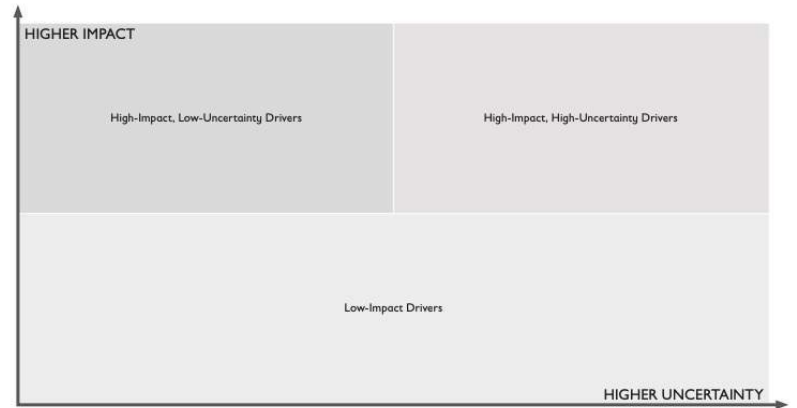 HIGHER IMPACT
High-Impact, Low-Uncertainty Drivers
High-Impact, High-Uncertainty Drivers
Low-Impact Drivers
HIGHER UNCERTAINTY